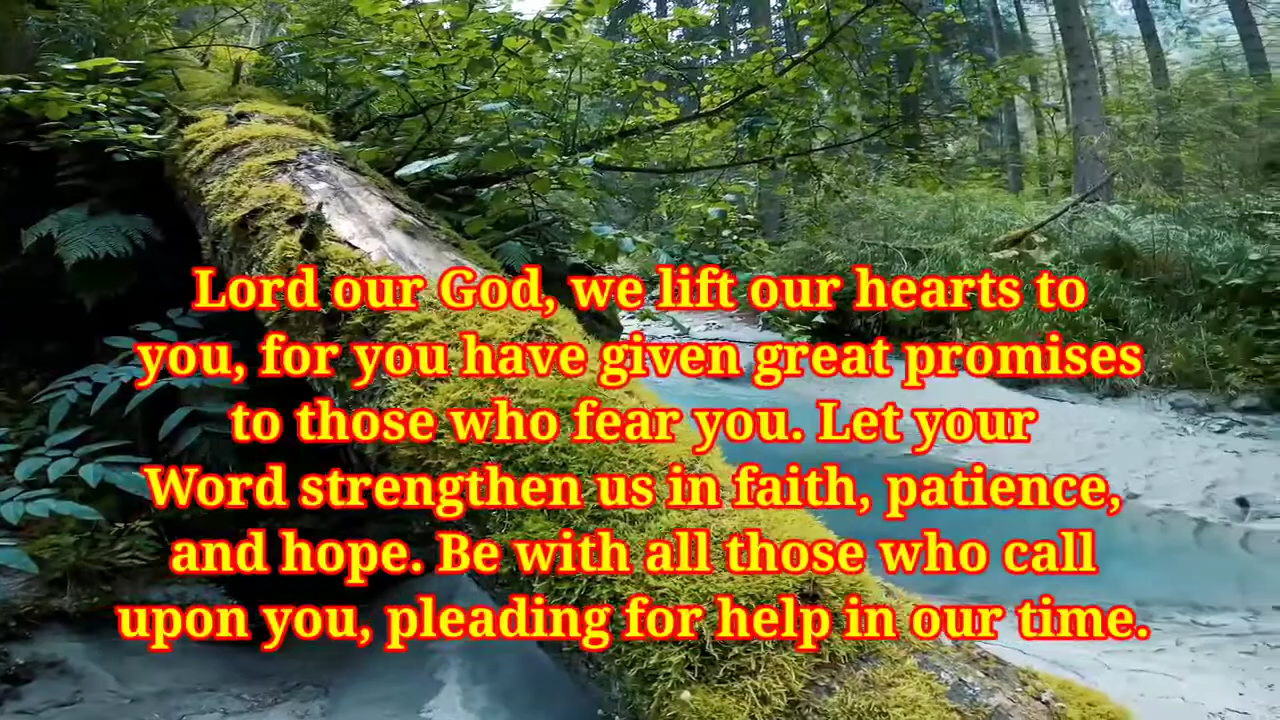 Lord our God, we lift our hearts to
you, for you have given great promises
to those who fear you. Let your
Word strengthen us in faith, patience,
and hope. Be with all those who call
upon you, pleading for help in our time.